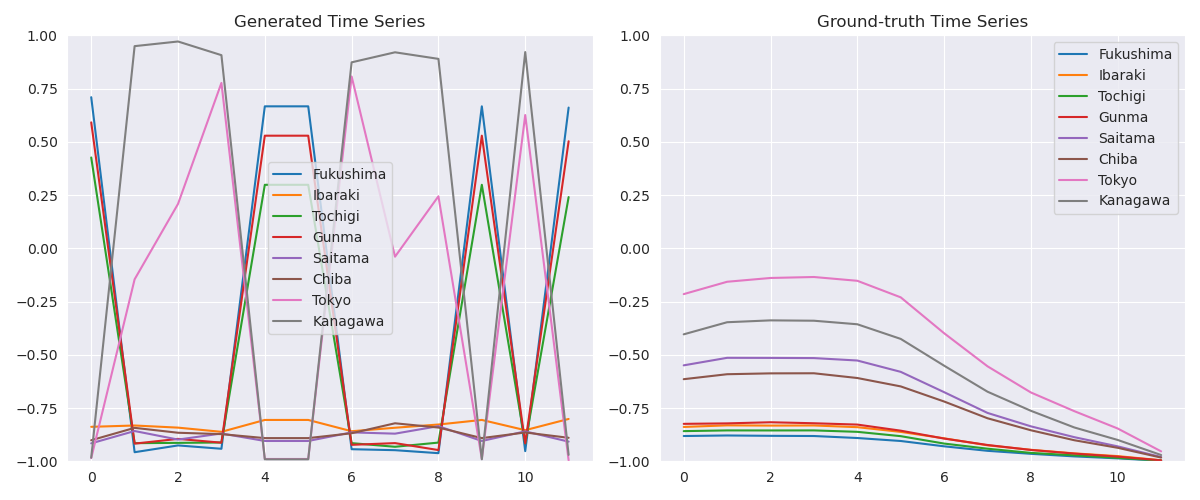 Generated Time Series
1.00
0.75
0.50
0.25
0.00
−0.25
−0.50
−0.75
−1.00
0 2 4 6 8 10
Fukushima
Ibaraki
Tochigi
Gunma
Saitama
Chiba
Tokyo
Kanagawa
Ground-truth Time Series
1.00
0.75
0.50
0.25
0.00
−0.25
−0.50
−0.75
−1.00
0 2 4 6 8 10
Fukushima
Ibaraki
Tochigi
Gunma
Saitama
Chiba
Tokyo
Kanagawa